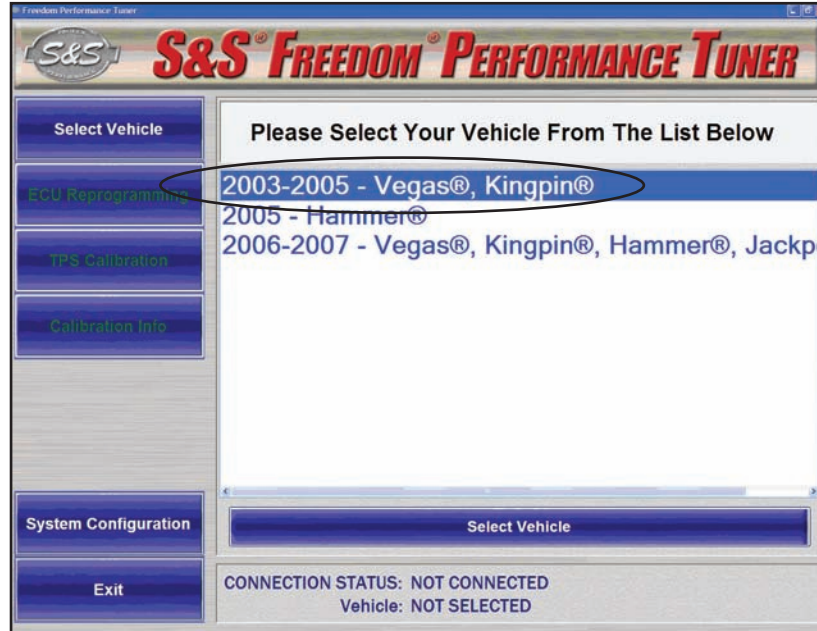 Freedom Performance Tuner
S&S
S&S® FREEDOM® PERFORMANCE TUNER
Select Vehicle
ECU Reprogramming
TPS Calibration
Calibration Info
System Configuration
Exit
Please Select Your Vehicle From The List Below
2003-2005 - Vegas®, Kingpin®
2005 - Hammer®
2006-2007 - Vegas®, Kingpin®, Hammer®, Jackp
Select Vehicle
CONNECTION STATUS: NOT CONNECTED
Vehicle: NOT SELECTED